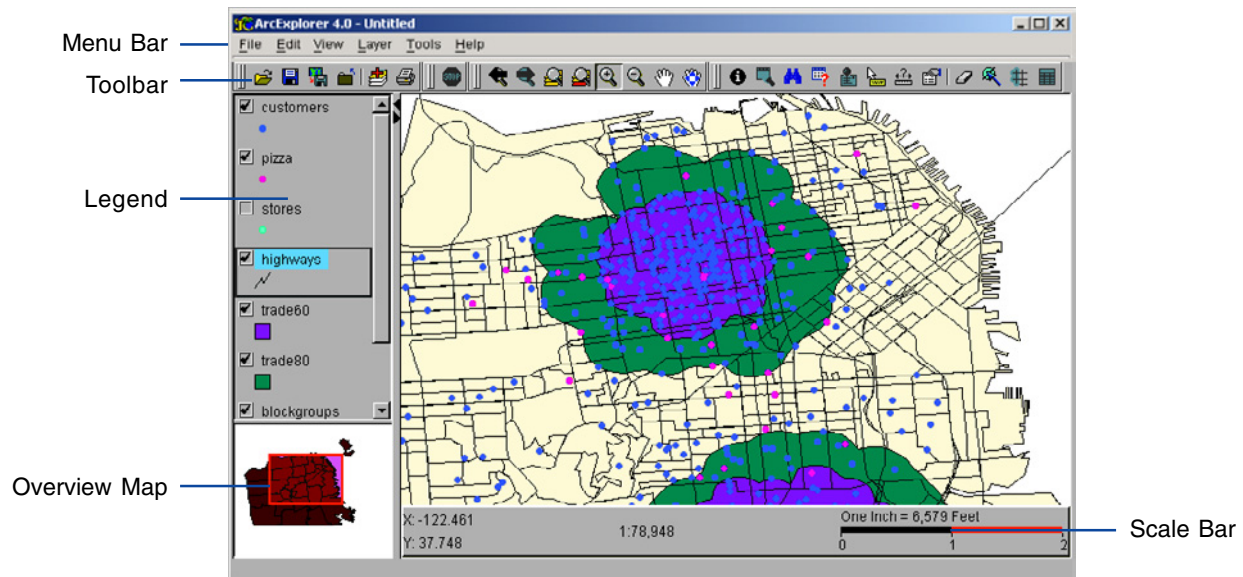 ArcExplorer 4.0 - Untitled
Menu Bar
File Edit View Layer Tools Help
Toolbar
STOP
customers
pizza
Legend
stores
highways
trade60
trade80
blockgroups
Overview Map
X: -122.461
Y: 37.748
1:78,948
One Inch = 6,579 Feet
0 1 2
Scale Bar